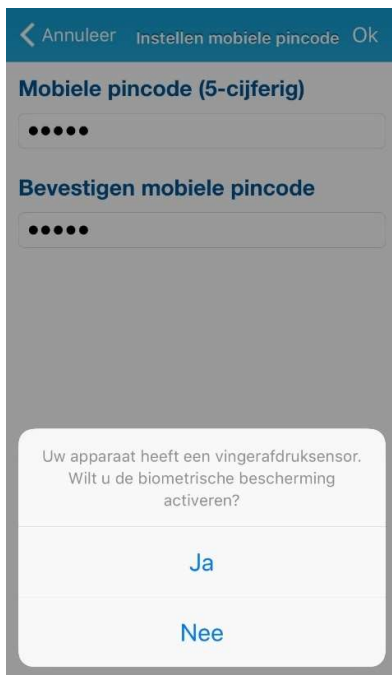 Annuleer Instellen mobiele pincode Ok
Mobiele pincode (5-cijferig)
•••••
Bevestigen mobiele pincode
•••••
Uw apparaat heeft een vingerafdruksensor.
Wilt u de biometrische bescherming
activeren?
Ja
Nee